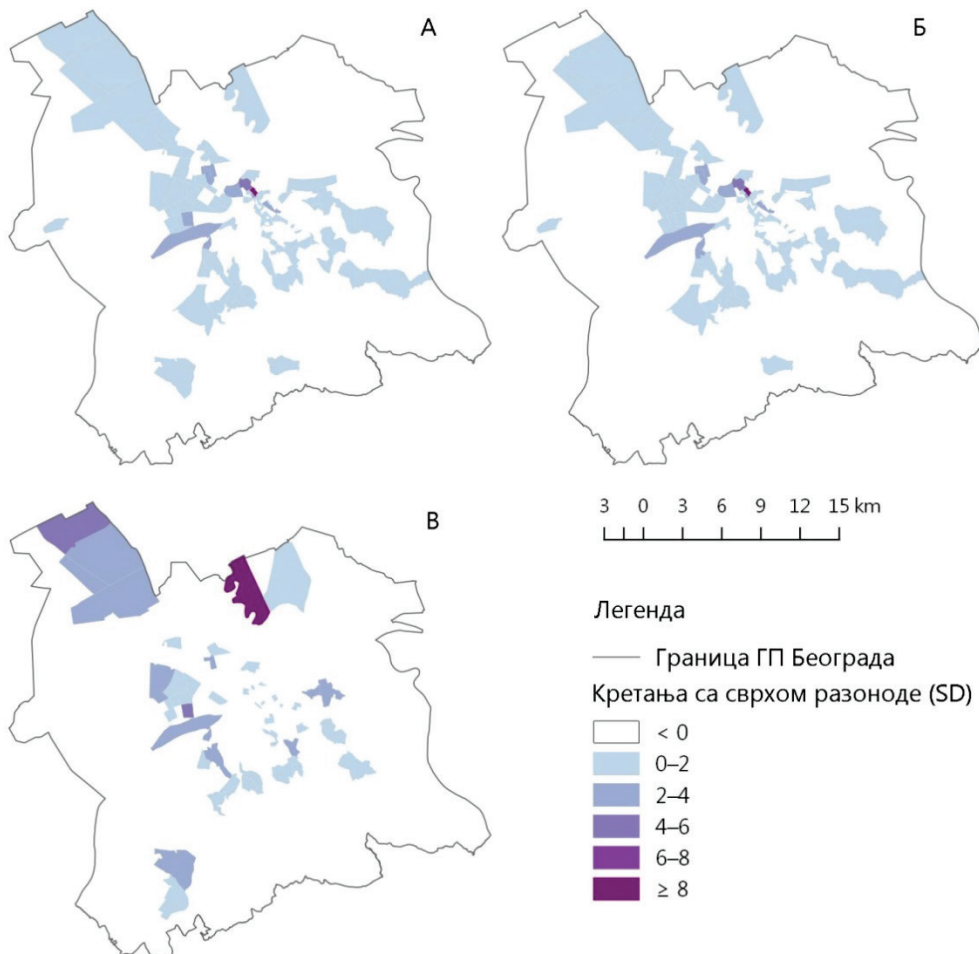 А
Б
В
3 0 3 6 9 12 15 km
Легенда
Граница ГП Београда
Кретања са сврхом разоноде (SD)
< 0
0–2
2–4
4–6
6–8
≥ 8